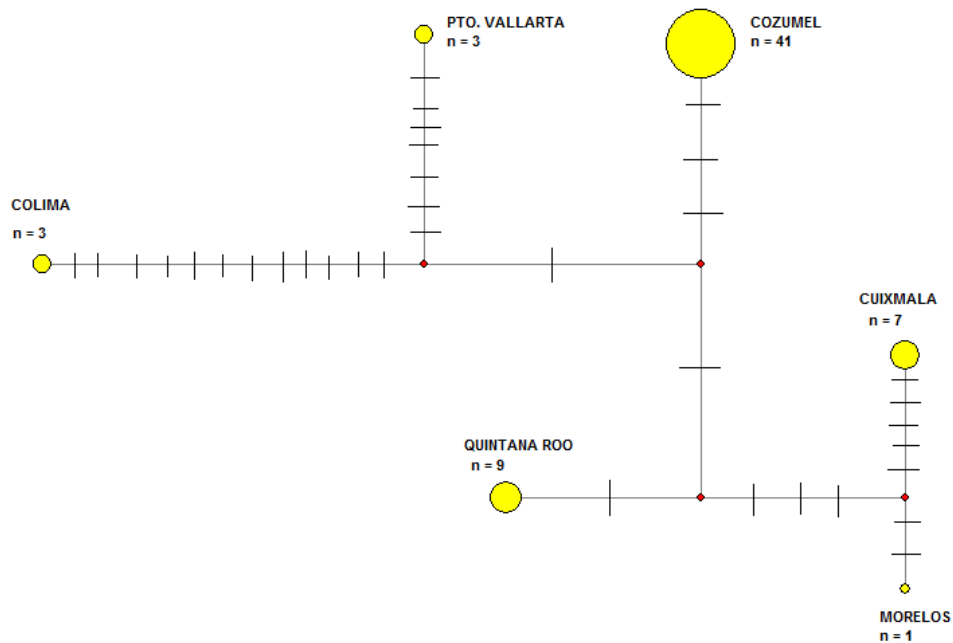 PTO. VALLARTA
n = 3
COZUMEL
n = 41
COLIMA
n = 3
CUIXMALA
n = 7
QUINTANA ROO
n = 9
MORELOS
n = 1